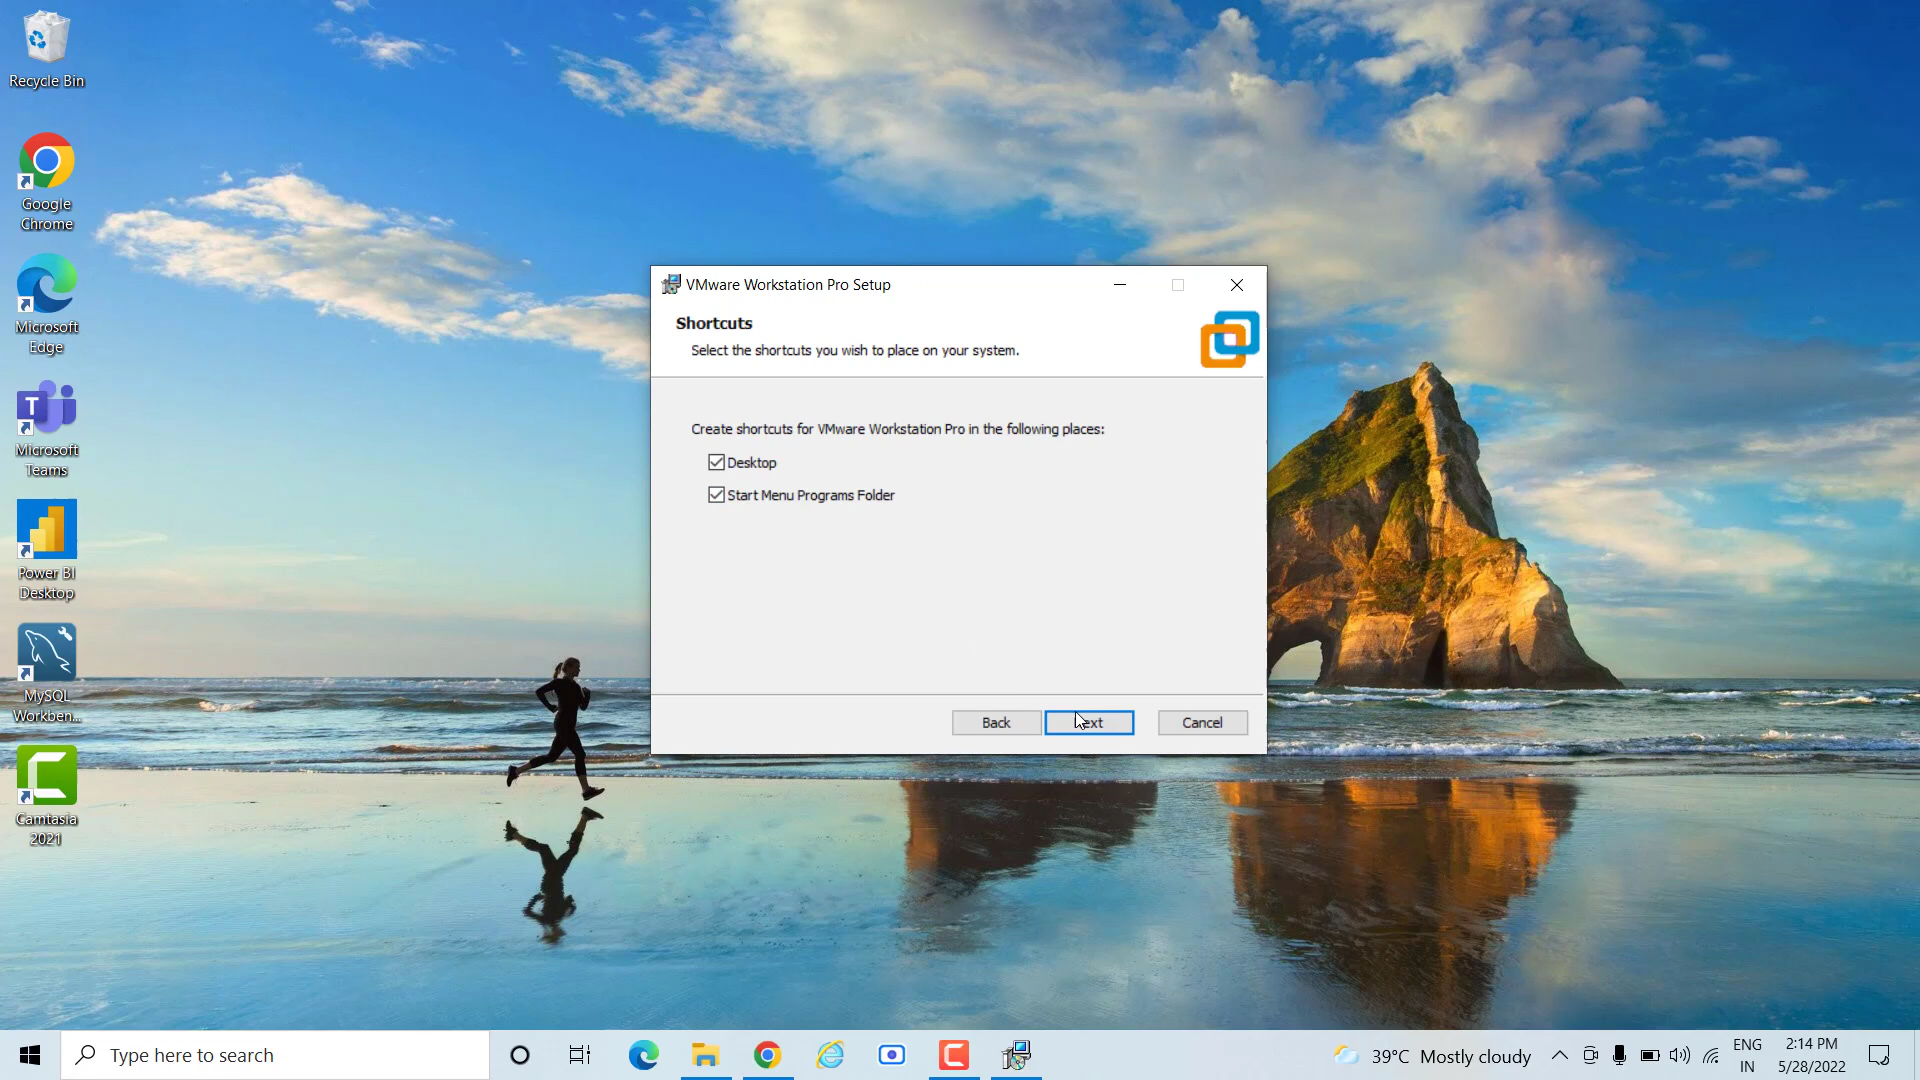 Recycle Bin
Google
Chrome
Microsoft
Edge
Microsoft
Teams
Power BI
Desktop
MySQL
Workben...
Camtasia
2021
VMware Workstation Pro Setup
Shortcuts
Select the shortcuts you wish to place on your system.
Create shortcuts for VMware Workstation Pro in the following places:
Desktop
Start Menu Programs Folder
Back
Next
Cancel
Type here to search
39°C Mostly cloudy
ENG
IN
2:14 PM
5/28/2022